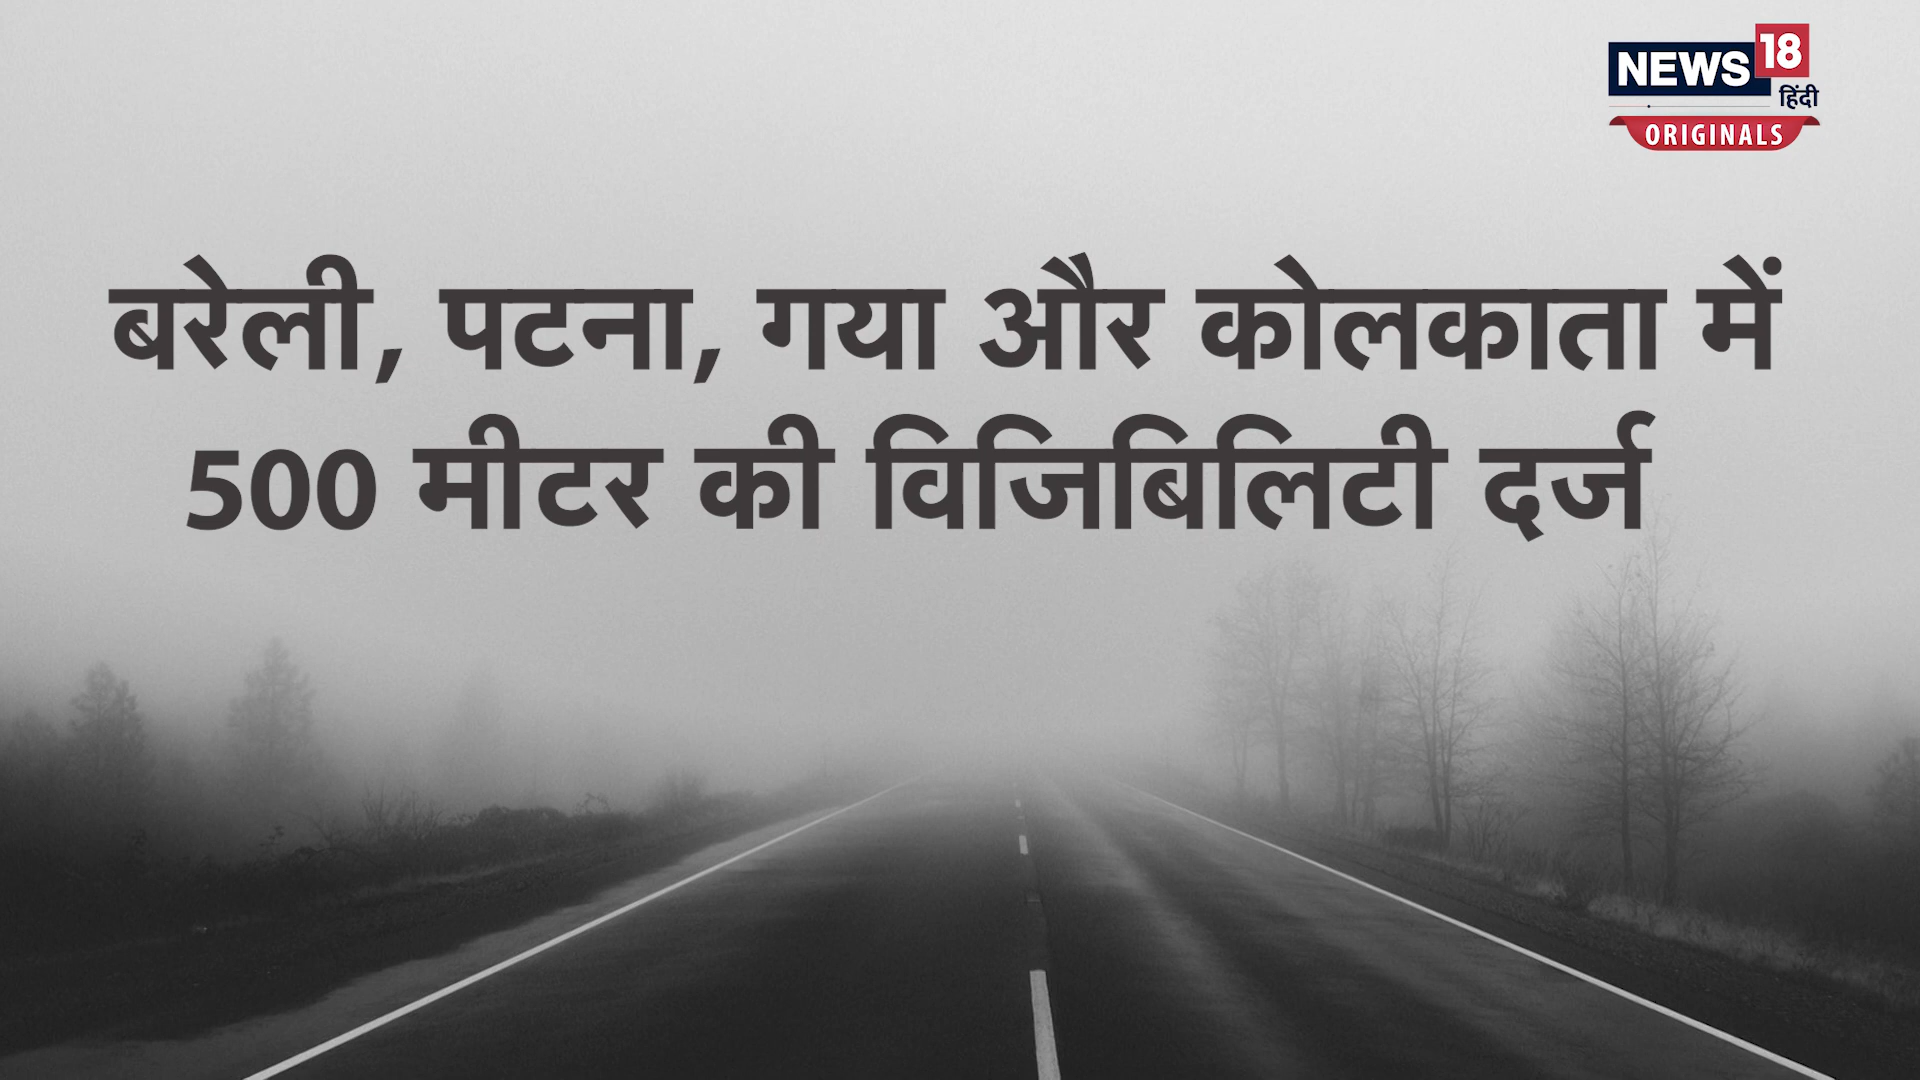 NEWS 18
हिंदी
ORIGINALS
बरेली, पटना, गया और कोलकाता में
500 मीटर की विजिबिलिटी दर्ज